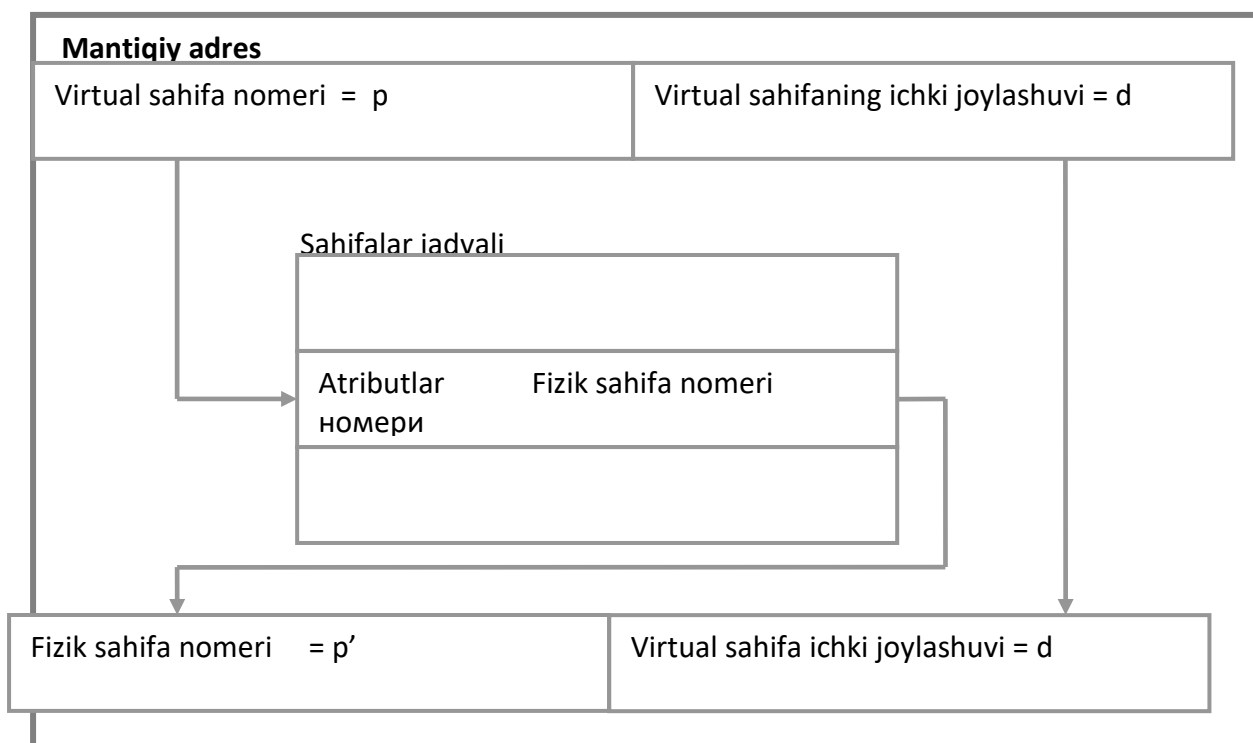 Mantiqiy adres
Virtual sahifa nomeri = p
Virtual sahifaning ichki joylashuvi = d
Sahifalar jadvali
Atributlar Fizik sahifa nomeri
номери
Fizik sahifa nomeri = p’
Virtual sahifa ichki joylashuvi = d